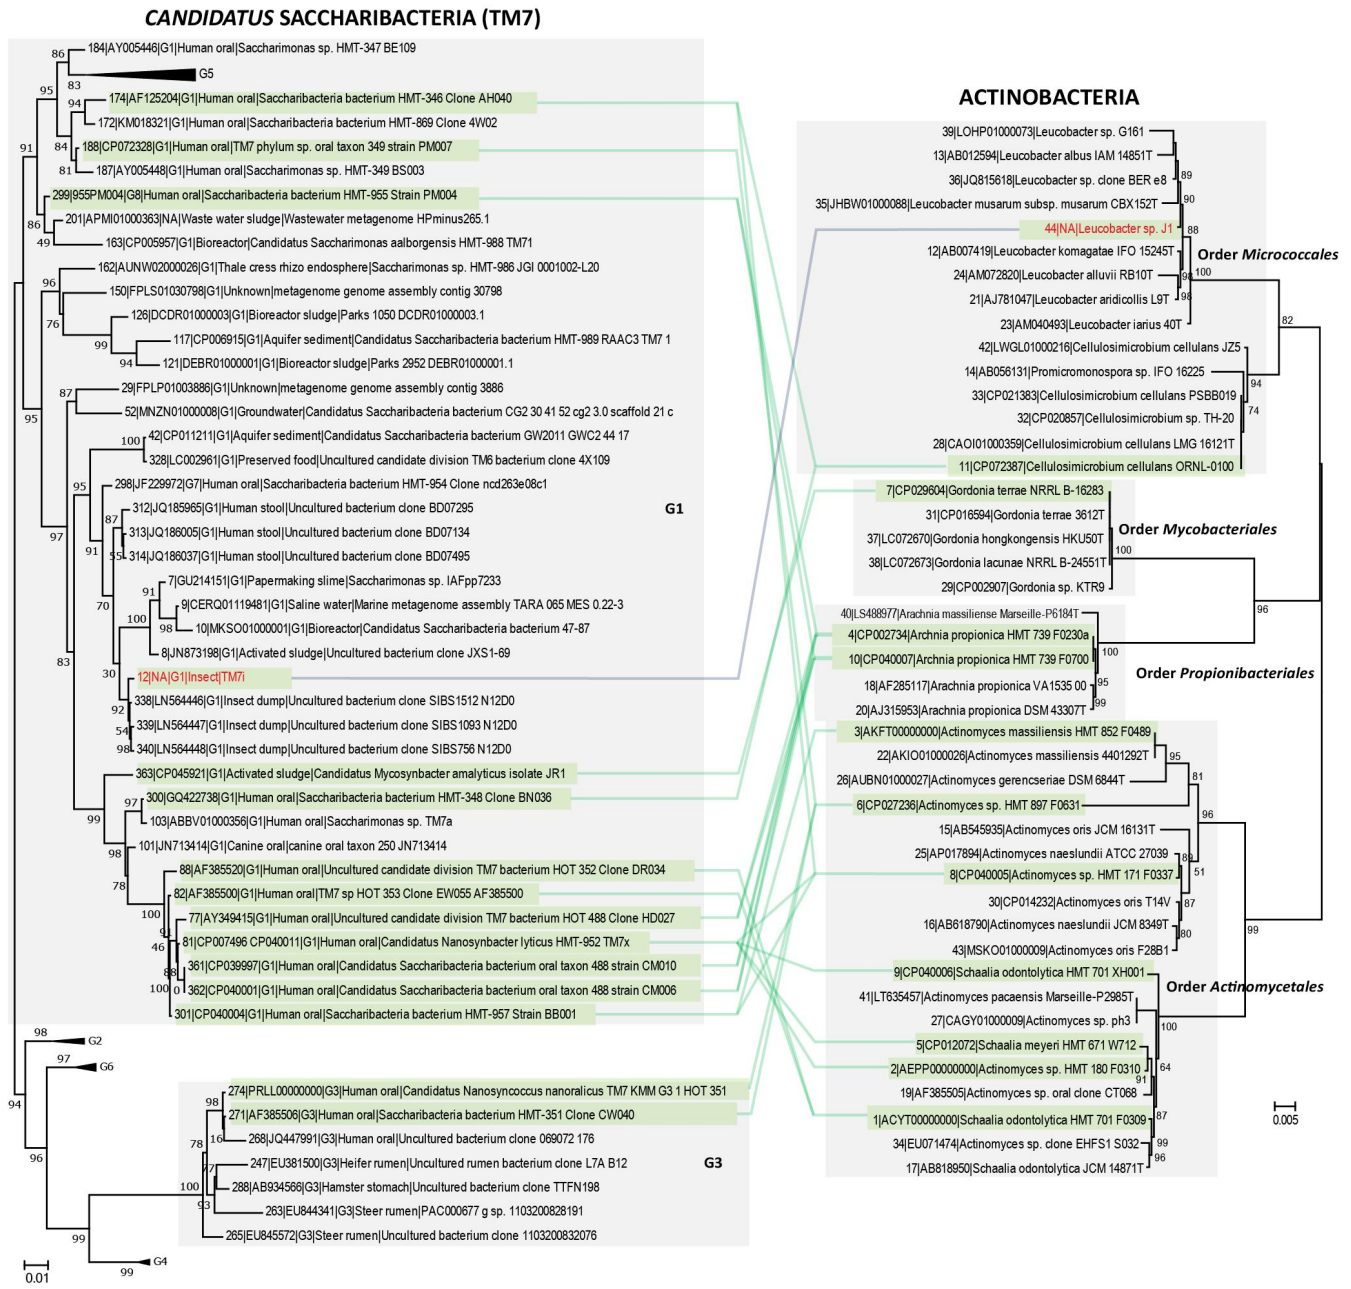 CANDIDATUS SACCHARIBACTERIA (TM7)
184|AY005446|G1|Human oral|Saccharimonas sp. HMT-347 BE109
86
G5
83
95
174|AF125204|G1|Human oral|Saccharibacteria bacterium HMT-346 Clone AH040
94
172|KM018321|G1|Human oral|Saccharibacteria bacterium HMT-869 Clone 4W02
91
84
188|CP072328|G1|Human oral|TM7 phylum sp. oral taxon 349 strain PM007
81
187|AY005448|G1|Human oral|Saccharimonas sp. HMT-349 BS003
299|955PM004|G8|Human oral|Saccharibacteria bacterium HMT-955 Strain PM004
86
201|APMI01000363|NA|Waste water sludge|Wastewater metagenome HPminus265.1
49
163|CP005957|G1|Bioreactor|Candidatus Saccharimonas aalborgensis HMT-988 TM71
162|AUNW02000026|G1|Thale cress rhizo endosphere|Saccharimonas sp. HMT-986 JGI 0001002-L20
96
150|FPLS01030798|G1|Unknown|metagenome genome assembly contig 30798
76
126|DCDR01000003|G1|Bioreactor sludge|Parks 1050 DCDR01000003.1
99
117|CP006915|G1|Aquifer sediment|Candidatus Saccharibacteria bacterium HMT-989 RAAC3 TM7 1
94
121|DEBR01000001|G1|Bioreactor sludge|Parks 2952 DEBR01000001.1
95
87
29|FPLP01003886|G1|Unknown|metagenome genome assembly contig 3886
52|MNZN01000008|G1|Groundwater|Candidatus Saccharibacteria bacterium CG2 30 41 52 cg2 3.0 scaffold 21 c
100
42|CP011211|G1|Aquifer sediment|Candidatus Saccharibacteria bacterium GW2011 GWC2 44 17
328|LC002961|G1|Preserved food|Uncultured candidate division TM6 bacterium clone 4X109
95
298|JF229972|G7|Human oral|Saccharibacteria bacterium HMT-954 Clone ncd263e08c1
97
312|JQ185965|G1|Human stool|Uncultured bacterium clone BD07295
G1
87
91
313|JQ186005|G1|Human stool|Uncultured bacterium clone BD07134
55
314|JQ186037|G1|Human stool|Uncultured bacterium clone BD07495
7|GU214151|G1|Papermaking slime|Saccharimonas sp. IAFpp7233
91
70
9|CERQ01119481|G1|Saline water|Marine metagenome assembly TARA 065 MES 0.22-3
100
98
10|MKSO01000001|G1|Bioreactor|Candidatus Saccharibacteria bacterium 47-87
83
8|JN873198|G1|Activated sludge|Uncultured bacterium clone JXS1-69
30
12|NA|G1|Insect|TM7i
338|LN564446|G1|Insect dump|Uncultured bacterium clone SIBS1512 N12D0
92
339|LN564447|G1|Insect dump|Uncultured bacterium clone SIBS1093 N12D0
54
98
340|LN564448|G1|Insect dump|Uncultured bacterium clone SIBS756 N12D0
363|CP045921|G1|Activated sludge|Candidatus Mycosynbacter amalyticus isolate JR1
97
300|GQ422738|G1|Human oral|Saccharibacteria bacterium HMT-348 Clone BN036
99
103|ABBV01000356|G1|Human oral|Saccharimonas sp. TM7a
98
101|JN713414|G1|Canine oral|canine oral taxon 250 JN713414
78
88|AF385520|G1|Human oral|Uncultured candidate division TM7 bacterium HOT 352 Clone DR034
82|AF385500|G1|Human oral|TM7 sp HOT 353 Clone EW055 AF385500
100
77|AY349415|G1|Human oral|Uncultured candidate division TM7 bacterium HOT 488 Clone HD027
46
81|CP007496 CP040011|G1|Human oral|Candidatus Nanosynbacter lyticus HMT-952 TM7x
361|CP039997|G1|Human oral|Candidatus Saccharibacteria bacterium oral taxon 488 strain CM010
100
0
362|CP040001|G1|Human oral|Candidatus Saccharibacteria bacterium oral taxon 488 strain CM006
301|CP040004|G1|Human oral|Saccharibacteria bacterium HMT-957 Strain BB001
98
G2
97
G6
94
274|PRLL00000000|G3|Human oral|Candidatus Nanosyncoccus nanoralicus TM7 KMM G3 1 HOT 351
98
271|AF385506|G3|Human oral|Saccharibacteria bacterium HMT-351 Clone CW040
16
268|JQ447991|G3|Human oral|Uncultured bacterium clone 069072 176
78
96
247|EU381500|G3|Heifer rumen|Uncultured rumen bacterium clone L7A B12
G3
77
100
288|AB934566|G3|Hamster stomach|Uncultured bacterium clone TTFN198
93
263|EU844341|G3|Steer rumen|PAC000677 g sp. 1103200828191
265|EU845572|G3|Steer rumen|Uncultured bacterium clone 1103200832076
99
G4
99
0.01
ACTINOBACTERIA
39|LOHP01000073|Leucobacter sp. G161
13|AB012594|Leucobacter albus IAM 14851T
89
36|JQ815618|Leucobacter sp. clone BER e8
90
35|JHBW01000088|Leucobacter musarum subsp. musarum CBX152T
44|NA|Leucobacter sp. J1
88
12|AB007419|Leucobacter komagatae IFO 15245T
Order Micrococcales
24|AM072820|Leucobacter alluvii RB10T
98
100
21|AJ781047|Leucobacter aridicollis L9T
98
23|AM040493|Leucobacter iarius 40T
82
42|LWGL01000216|Cellulosimicrobium cellulans JZ5
14|AB056131|Promicromonospora sp. IFO 16225
94
33|CP021383|Cellulosimicrobium cellulans PSBB019
74
32|CP020857|Cellulosimicrobium sp. TH-20
28|CAOI01000359|Cellulosimicrobium cellulans LMG 16121T
11|CP072387|Cellulosimicrobium cellulans ORNL-0100
7|CP029604|Gordonia terrae NRRL B-16283
31|CP016594|Gordonia terrae 3612T
Order Mycobacteriales
37|LC072670|Gordonia hongkongensis HKU50T
100
38|LC072673|Gordonia lacunae NRRL B-24551T
29|CP002907|Gordonia sp. KTR9
96
40|LS488977|Arachnia massiliense Marseille-P6184T
4|CP002734|Archnia propionica HMT 739 F0230a
100
10|CP040007|Archnia propionica HMT 739 F0700
Order Propionibacteriales
18|AF285117|Arachnia propionica VA1535 00
95
99
20|AJ315953|Arachnia propionica DSM 43307T
3|AKFT00000000|Actinomyces massiliensis HMT 852 F0489
22|AKIO01000026|Actinomyces massiliensis 4401292T
95
26|AUBN01000027|Actinomyces gerencseriae DSM 6844T
81
6|CP027236|Actinomyces sp. HMT 897 F0631
96
15|AB545935|Actinomyces oris JCM 16131T
25|AP017894|Actinomyces naeslundii ATCC 27039
89
51
8|CP040005|Actinomyces sp. HMT 171 F0337
30|CP014232|Actinomyces oris T14V
87
16|AB618790|Actinomyces naeslundii JCM 8349T
80
99
43|MSKO01000009|Actinomyces oris F28B1
9|CP040006|Schaalia odontolytica HMT 701 XH001
Order Actinomycetales
41|LT635457|Actinomyces pacaensis Marseille-P2985T
27|CAGY01000009|Actinomyces sp. ph3
100
5|CP012072|Schaalia meyeri HMT 671 W712
2|AEPP00000000|Actinomyces sp. HMT 180 F0310
64
91
19|AF385505|Actinomyces sp. oral clone CT068
1|ACYT00000000|Schaalia odontolytica HMT 701 F0309
87
34|EU071474|Actinomyces sp. clone EHFS1 S032
99
96
17|AB818950|Schaalia odontolytica JCM 14871T
0.005